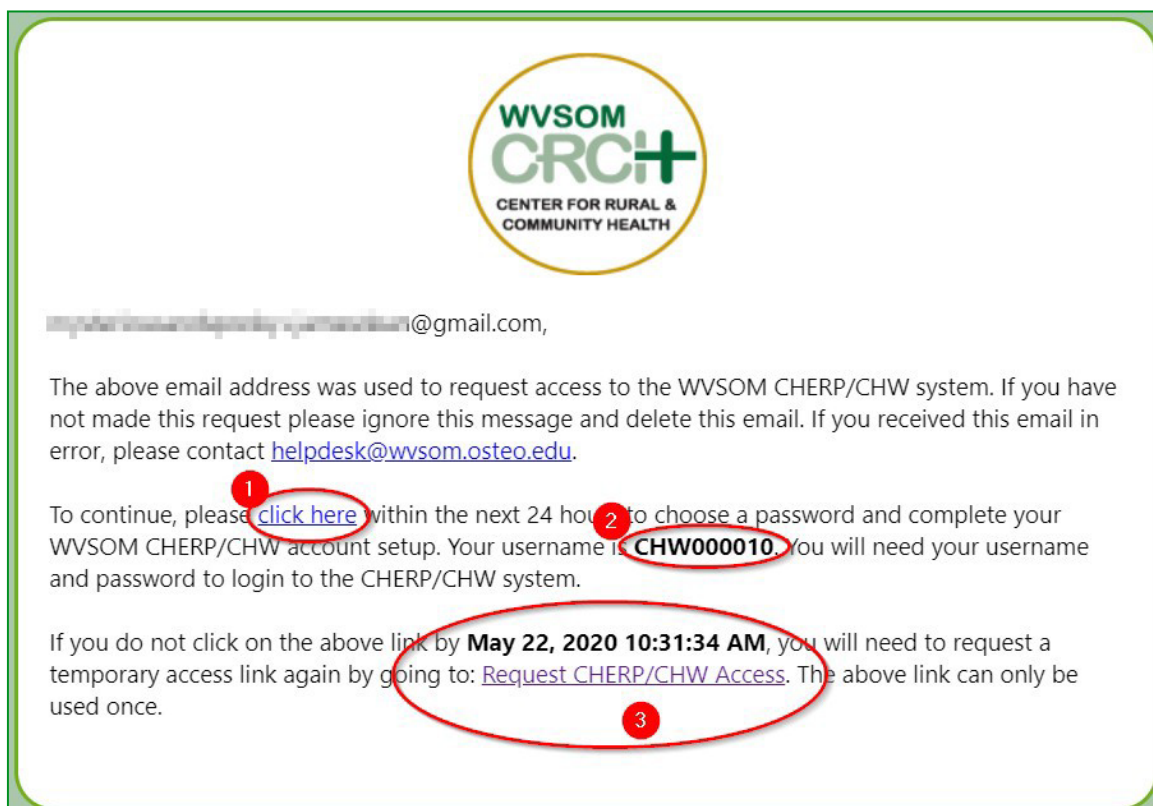 WVSOM
CRCH
CENTER FOR RURAL &
COMMUNITY HEALTH
@gmail.com,
The above email address was used to request access to the WVSOM CHERP/CHW system. If you have
not made this request please ignore this message and delete this email. If you received this email in
error, please contact helpdesk@wvsom.osteo.edu.
1
To continue, please click here within the next 24 hou 2 to choose a password and complete your
WVSOM CHERP/CHW account setup. Your username is CHW000010. You will need your username
and password to login to the CHERP/CHW system.
If you do not click on the above link by May 22, 2020 10:31:34 AM, you will need to request a
temporary access link again by going to: Request CHERP/CHW Access. The above link can only be
used once.
3